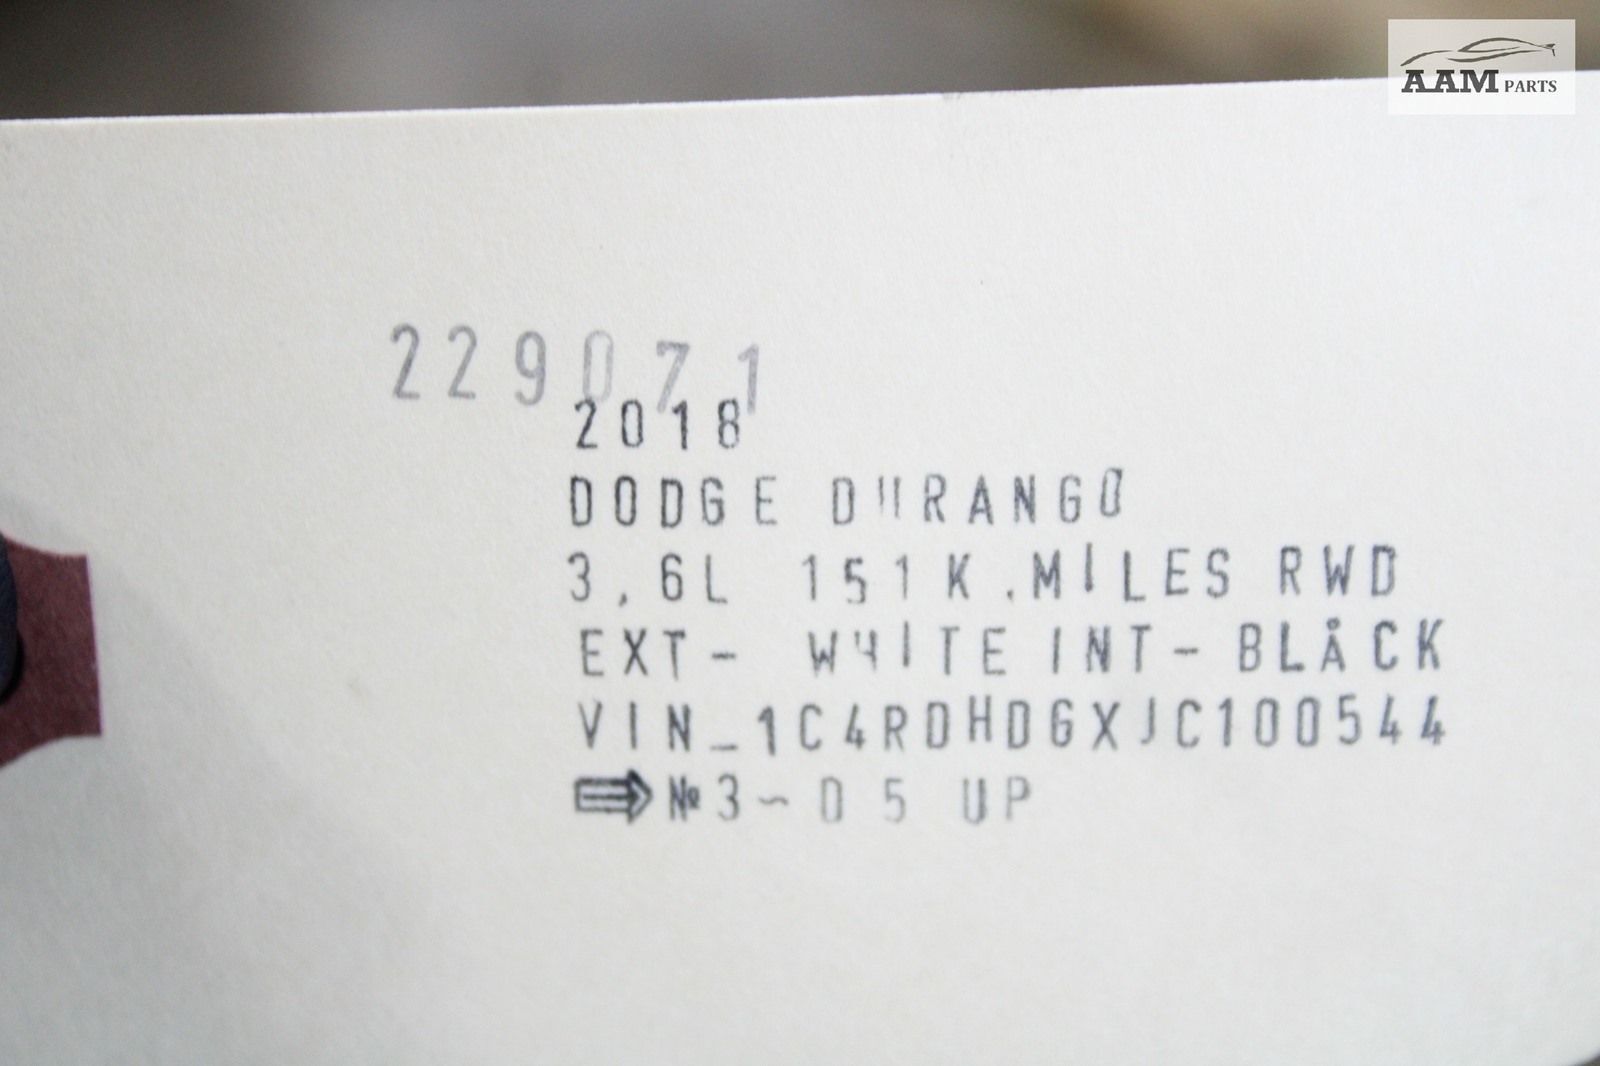 AAM PARTS
229071
2018
DODGE DURANGO
3,6L 151K.MILES RWD
EXT- WHITE INT- BLACK
VIN_1C4RDHDGXJC100544
⇒ №3-05 UP